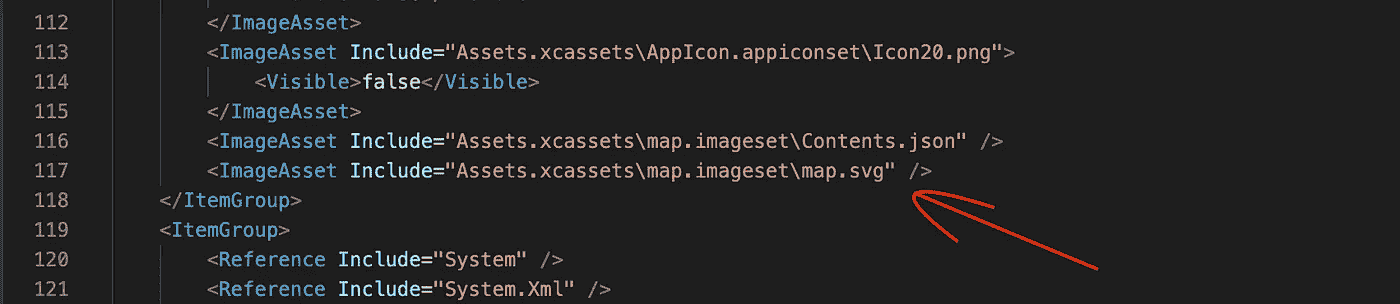 112 </ImageAsset>
113 <ImageAsset Include="Assets.xcassets\AppIcon.appiconset\Icon20.png">
114 <Visible>false</Visible>
115 </ImageAsset>
116 <ImageAsset Include="Assets.xcassets\map.imageset\Contents.json" />
117 <ImageAsset Include="Assets.xcassets\map.imageset\map.svg" />
118 </ItemGroup>
119 <ItemGroup>
120 <Reference Include="System" />
121 <Reference Include="System.Xml" />